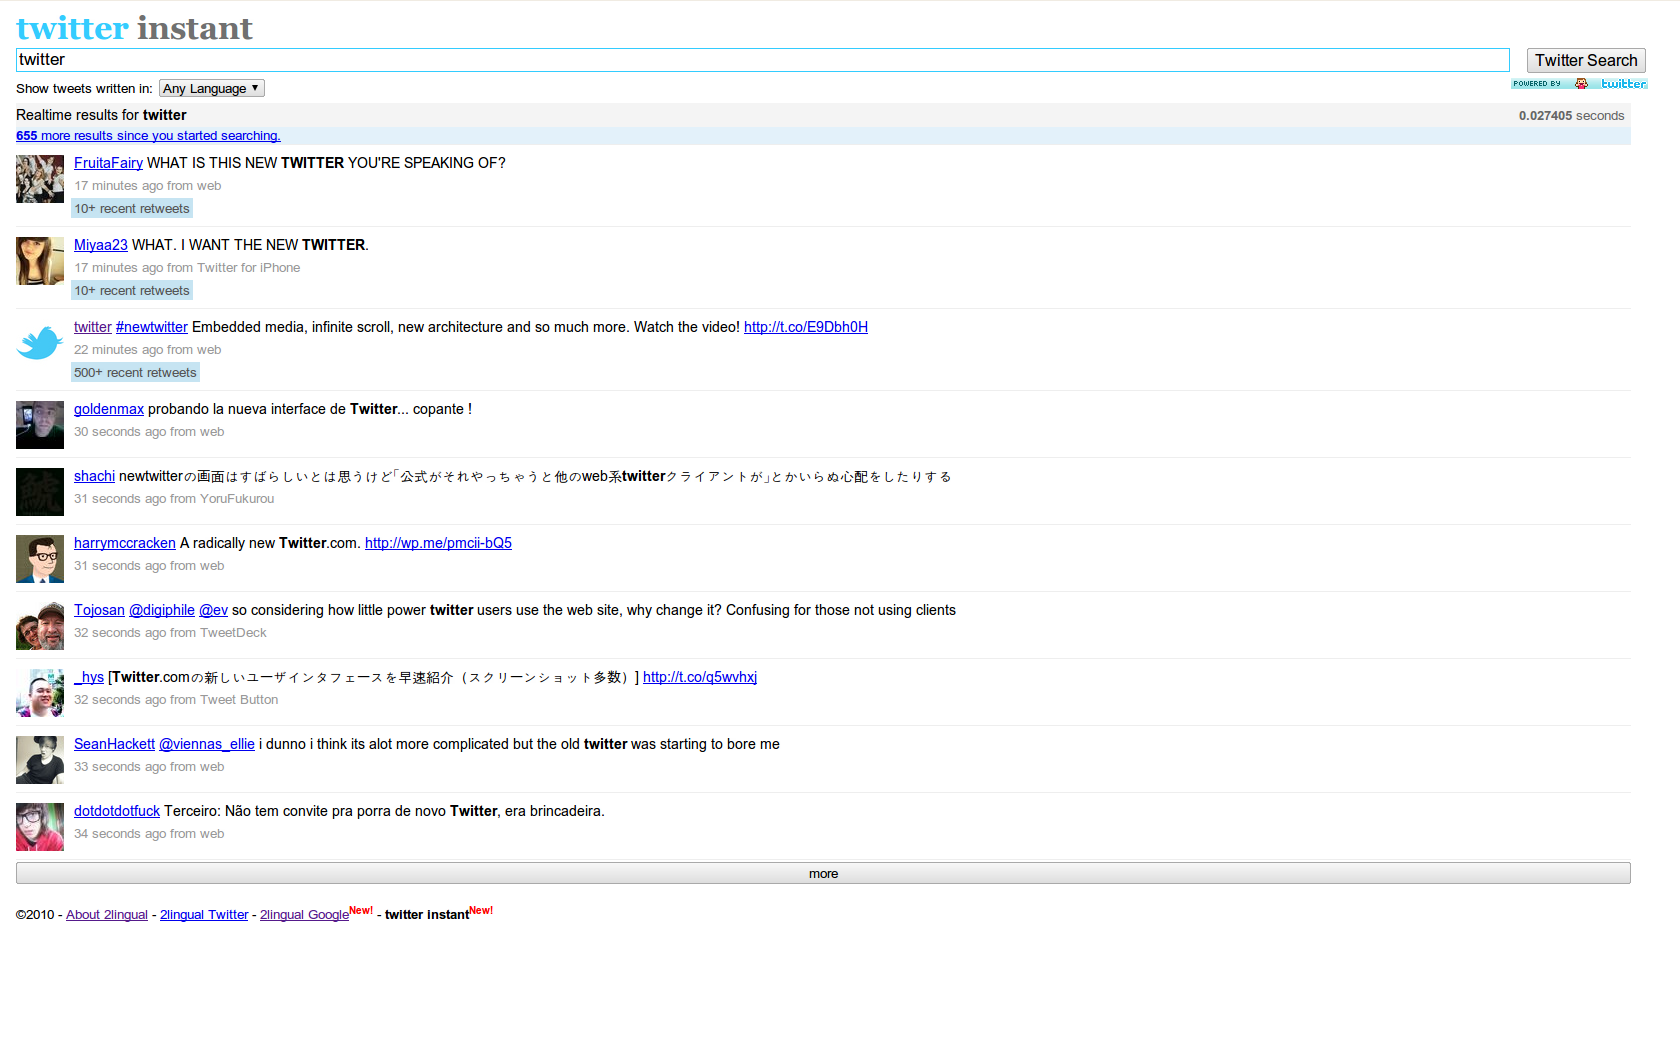 twitter instant
twitter
Twitter Search
Show tweets written in: Any Language
POWERED BY twitter
Realtime results for twitter
0.027405 seconds
655 more results since you started searching.
FruitaFairy WHAT IS THIS NEW TWITTER YOU'RE SPEAKING OF?
17 minutes ago from web
10+ recent retweets
Miyaa23 WHAT. I WANT THE NEW TWITTER.
17 minutes ago from Twitter for iPhone
10+ recent retweets
twitter #newtwitter Embedded media, infinite scroll, new architecture and so much more. Watch the video! http://t.co/E9Dbh0H
22 minutes ago from web
500+ recent retweets
goldenmax probando la nueva interface de Twitter... copante !
30 seconds ago from web
shachi newtwitterの画面はすばらしいとは思うけど「公式がそれやっちゃうと他のweb系twitterクライアントが」とかいらぬ心配をしたりする
31 seconds ago from YoruFukurou
harrymccracken A radically new Twitter.com. http://wp.me/pmcii-bQ5
31 seconds ago from web
Tojosan @digiphile @ev so considering how little power twitter users use the web site, why change it? Confusing for those not using clients
32 seconds ago from TweetDeck
_hys [Twitter.comの新しいユーザインタフェースを早速紹介（スクリーンショット多数）] http://t.co/q5wvhxj
32 seconds ago from Tweet Button
SeanHackett @viennas_ellie i dunno i think its alot more complicated but the old twitter was starting to bore me
33 seconds ago from web
dotdotdotfuck Terceiro: Não tem convite pra porra de novo Twitter, era brincadeira.
34 seconds ago from web
more
©2010 - About 2lingual - 2lingual Twitter - 2lingual Google New! - twitter instant New!